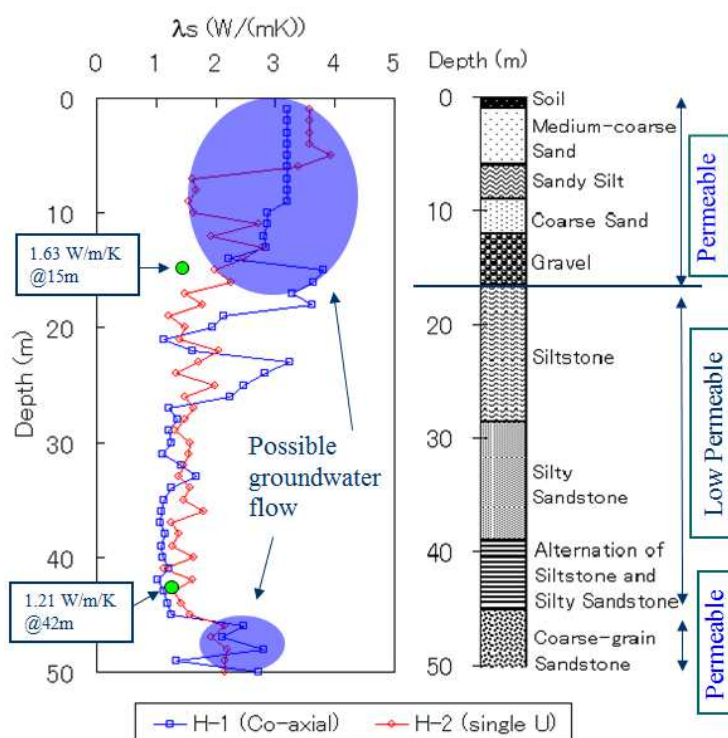 λs (W/(mK))
0 1 2 3 4 5
Depth (m)
0
10
20
30
40
50
Depth (m)
1.63 W/m/K
@15m
1.21 W/m/K
@42m
Possible
groundwater
flow
Depth (m)
0
10
20
30
40
50
Soil
Medium-coarse
Sand
Sandy Silt
Coarse Sand
Gravel
Siltstone
Silty
Sandstone
Alternation of
Siltstone and
Silty Sandstone
Coarse-grain
Sandstone
Permeable
Low Permeable
Permeable
H-1 (Co-axial) H-2 (single U)